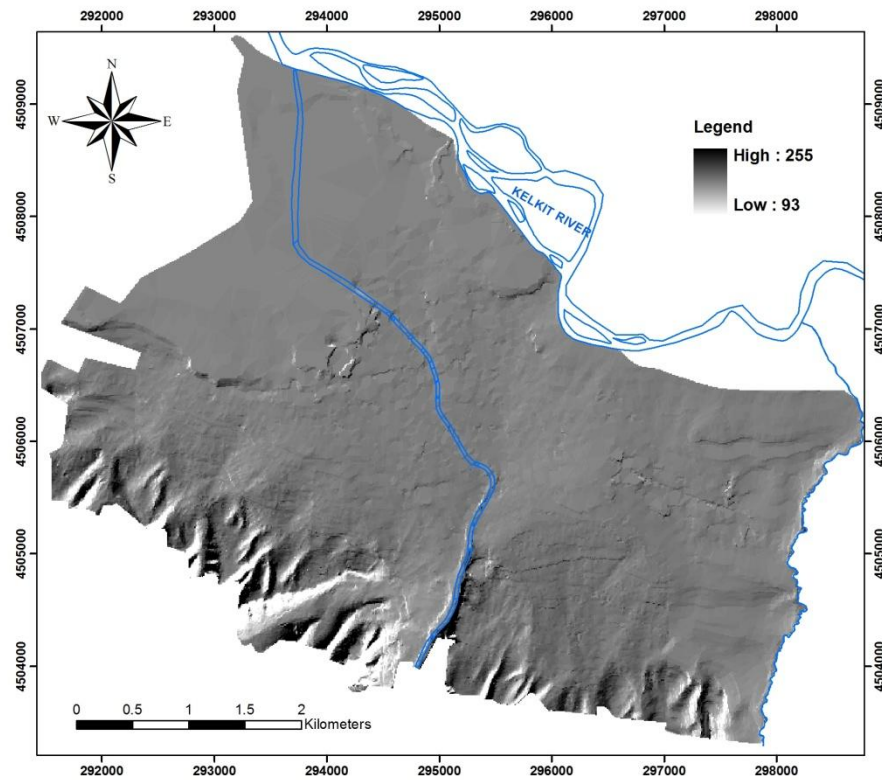 292000 293000 294000 295000 296000 297000 298000
N
W E
S
Legend
High : 255
Low : 93
KELKIT RIVER
4509000 4509000
4508000 4508000
4507000 4507000
4506000 4506000
4505000 4505000
4504000 4504000
0 0.5 1 1.5 2
Kilometers
292000 293000 294000 295000 296000 297000 298000